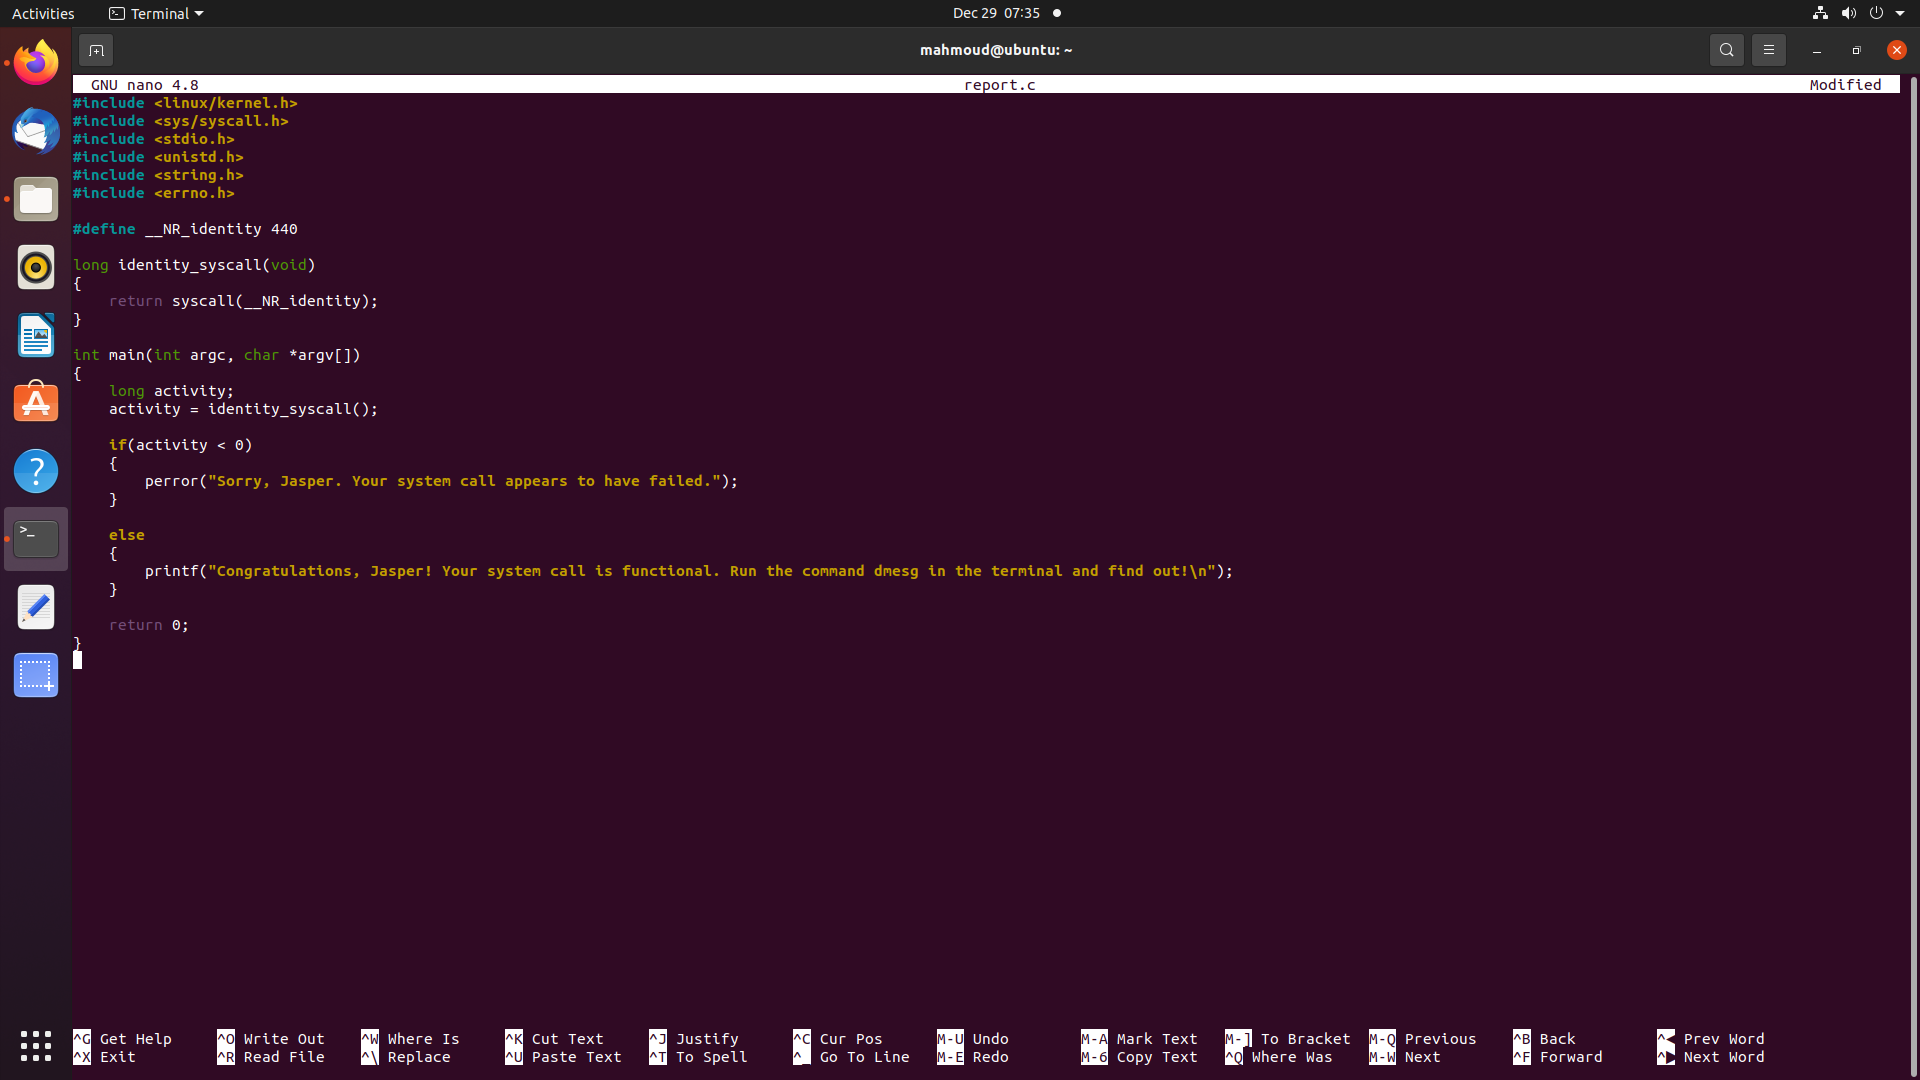 Activities Terminal Dec 29 07:35
mahmoud@ubuntu: ~
GNU nano 4.8 report.c Modified
#include <linux/kernel.h>
#include <sys/syscall.h>
#include <stdio.h>
#include <unistd.h>
#include <string.h>
#include <errno.h>
#define __NR_identity 440
long identity_syscall(void)
{
    return syscall(__NR_identity);
}
int main(int argc, char *argv[])
{
    long activity;
    activity = identity_syscall();
    if(activity < 0)
    {
        perror("Sorry, Jasper. Your system call appears to have failed.");
    }
    else
    {
        printf("Congratulations, Jasper! Your system call is functional. Run the command dmesg in the terminal and find out!\n");
    }
    return 0;
}
^G Get Help ^O Write Out ^W Where Is ^K Cut Text ^J Justify ^C Cur Pos M-U Undo M-A Mark Text M-] To Bracket M-Q Previous ^B Back ^◀ Prev Word
^X Exit ^R Read File ^\ Replace ^U Paste Text ^T To Spell ^_ Go To Line M-E Redo M-6 Copy Text ^Q Where Was M-W Next ^F Forward ^▶ Next Word